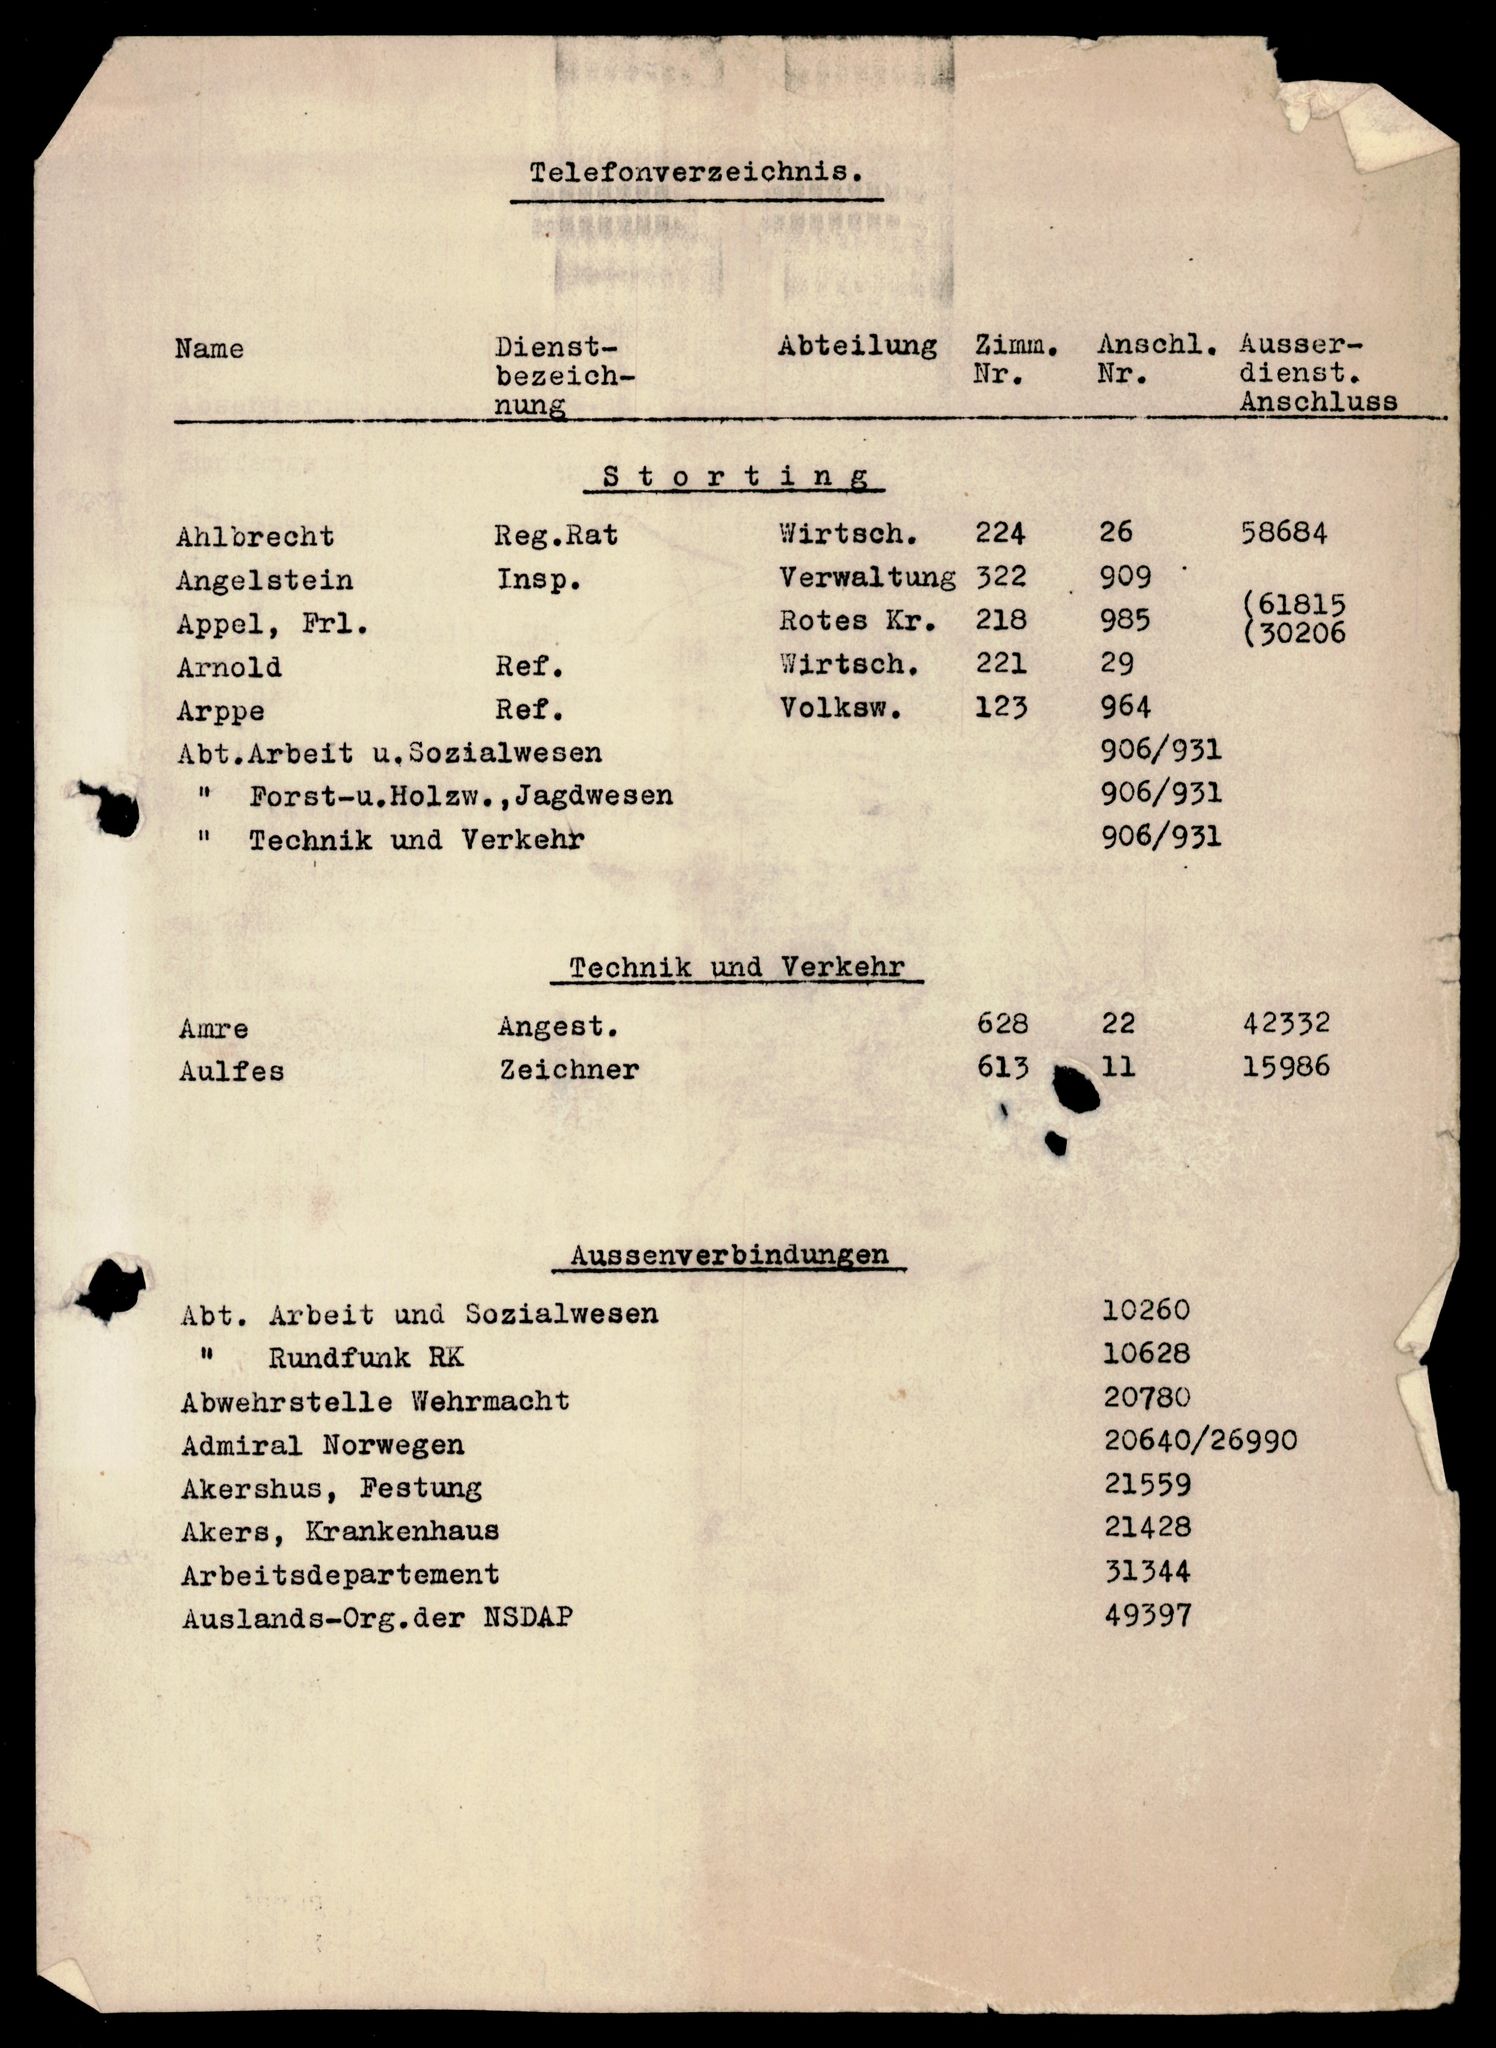 Telefonverzeichnis.
Name Dienst- Abteilung Zimm. Anschl. Ausser-
bezeich- Nr. Nr. dienst.
nung Anschluss
S t o r t i n g
Ahlbrecht Reg.Rat Wirtsch. 224 26 58684
Angelstein Insp. Verwaltung 322 909
Appel, Frl. Rotes Kr. 218 985 (61815
(30206
Arnold Ref. Wirtsch. 221 29
Arppe Ref. Volksw. 123 964
Abt.Arbeit u.Sozialwesen 906/931
" Forst-u.Holzw.,Jagdwesen 906/931
" Technik und Verkehr 906/931
Technik und Verkehr
Amre Angest. 628 22 42332
Aulfes Zeichner 613 11 15986
Aussenverbindungen
Abt. Arbeit und Sozialwesen 10260
" Rundfunk RK 10628
Abwehrstelle Wehrmacht 20780
Admiral Norwegen 20640/26990
Akershus, Festung 21559
Akers, Krankenhaus 21428
Arbeitsdepartement 31344
Auslands-Org.der NSDAP 49397